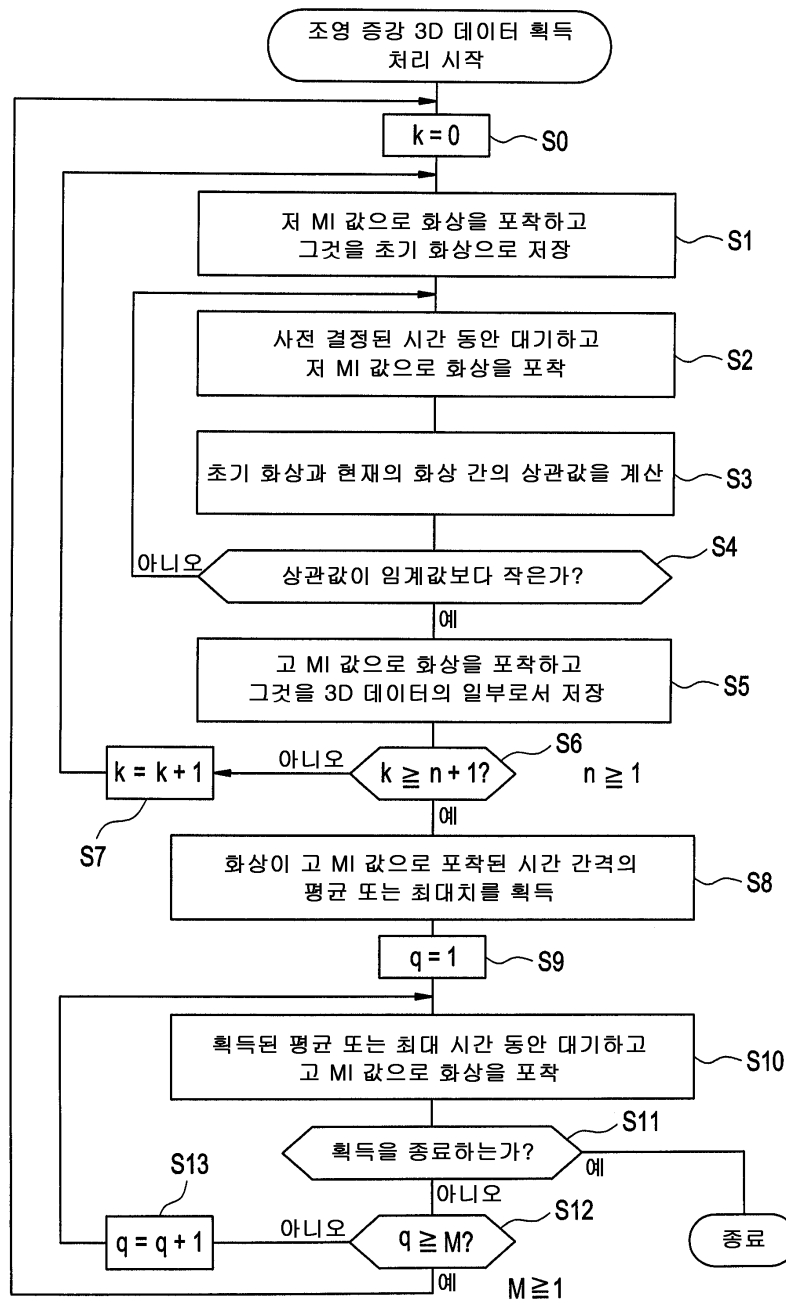 조영 증강 3D 데이터 획득
처리 시작
k = 0
S0
저 MI 값으로 화상을 포착하고
그것을 초기 화상으로 저장
S1
사전 결정된 시간 동안 대기하고
저 MI 값으로 화상을 포착
S2
초기 화상과 현재의 화상 간의 상관값을 계산
S3
S4
아니오
상관값이 임계값보다 작은가?
예
고 MI 값으로 화상을 포착하고
그것을 3D 데이터의 일부로서 저장
S5
S6
k = k + 1
아니오
k ≧ n + 1?
n ≧ 1
S7
예
화상이 고 MI 값으로 포착된 시간 간격의
평균 또는 최대치를 획득
S8
q = 1
S9
획득된 평균 또는 최대 시간 동안 대기하고
고 MI 값으로 화상을 포착
S10
S11
획득을 종료하는가?
예
S13
아니오
S12
q = q + 1
아니오
q ≧ M?
종료
예
M ≧ 1